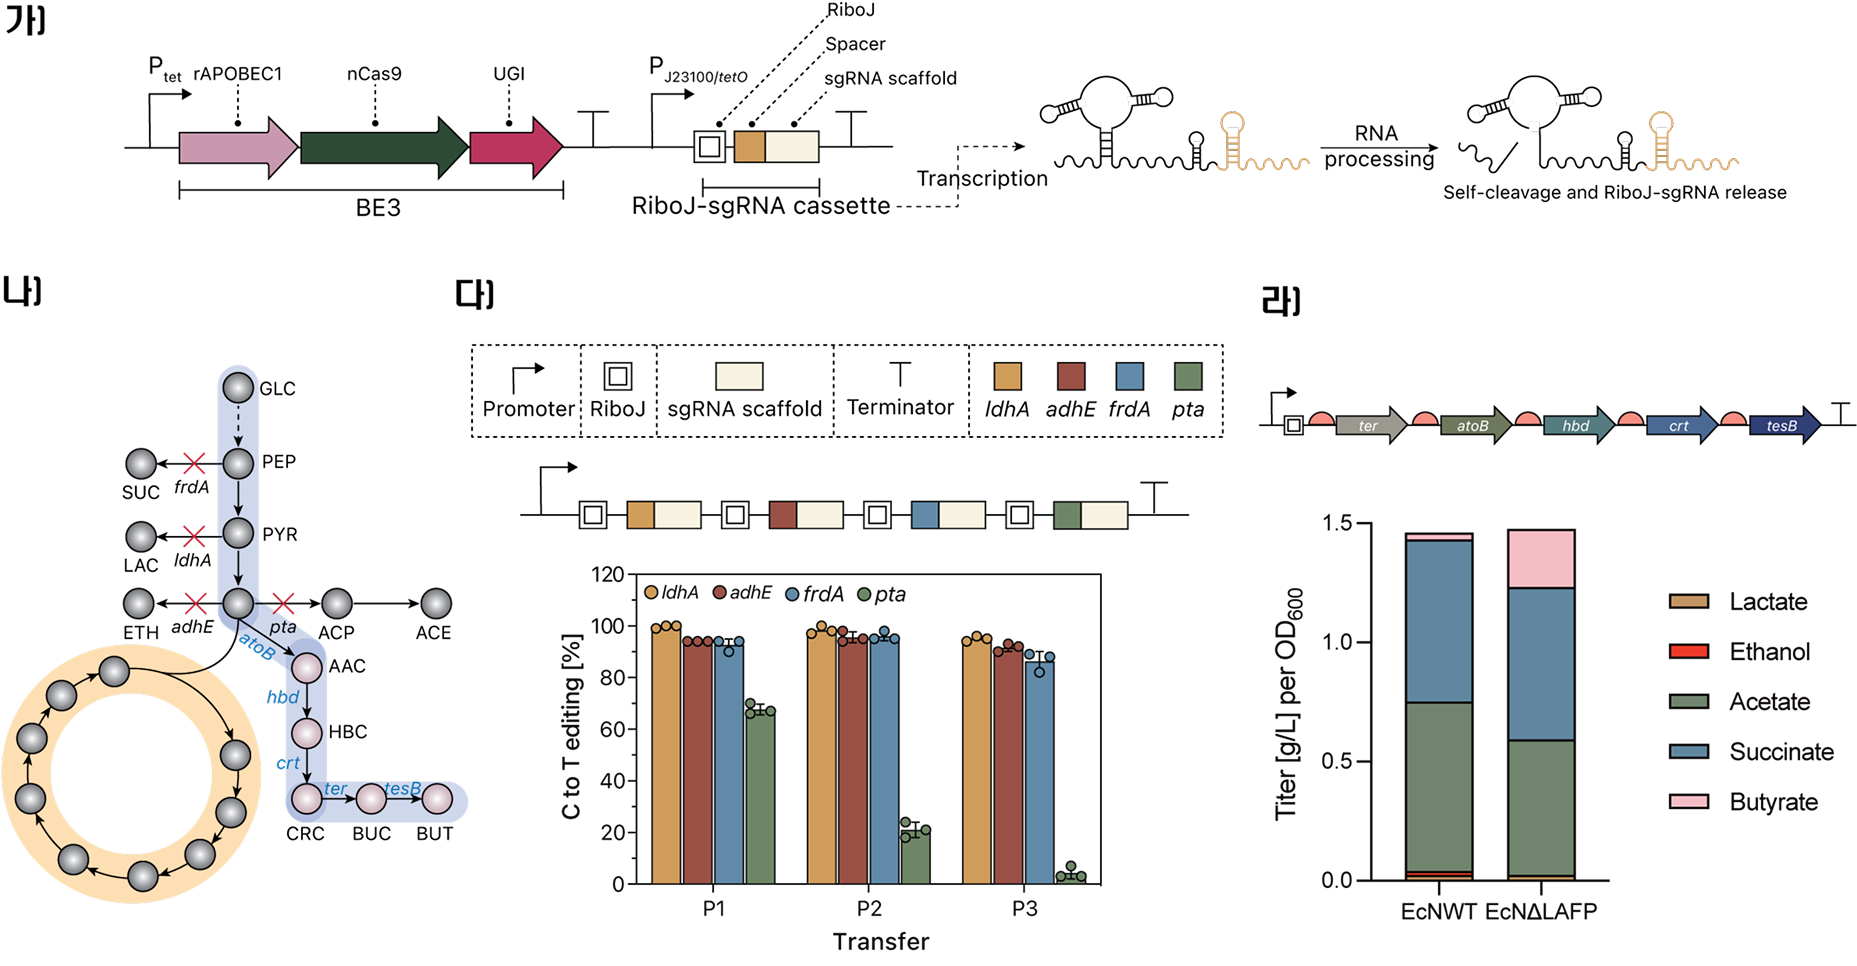 가)
P tet
rAPOBEC1
nCas9
UGI
P J23100/tetO
RiboJ
Spacer
sgRNA scaffold
BE3
RiboJ-sgRNA cassette
Transcription
RNA
processing
Self-cleavage and RiboJ-sgRNA release
나)
GLC
PEP
SUC
frdA
PYR
LAC
ldhA
ETH
adhE
pta
ACP
ACE
atoB
AAC
hbd
HBC
crt
ter
tesB
CRC
BUC
BUT
다)
Promoter
RiboJ
sgRNA scaffold
Terminator
ldhA
adhE
frdA
pta
C to T editing [%]
120
100
80
60
40
20
0
ldhA
adhE
frdA
pta
P1
P2
P3
Transfer
라)
ter
atoB
hbd
crt
tesB
Titer [g/L] per OD600
1.5
1.0
0.5
0.0
EcNWT
EcNΔLAFP
Lactate
Ethanol
Acetate
Succinate
Butyrate